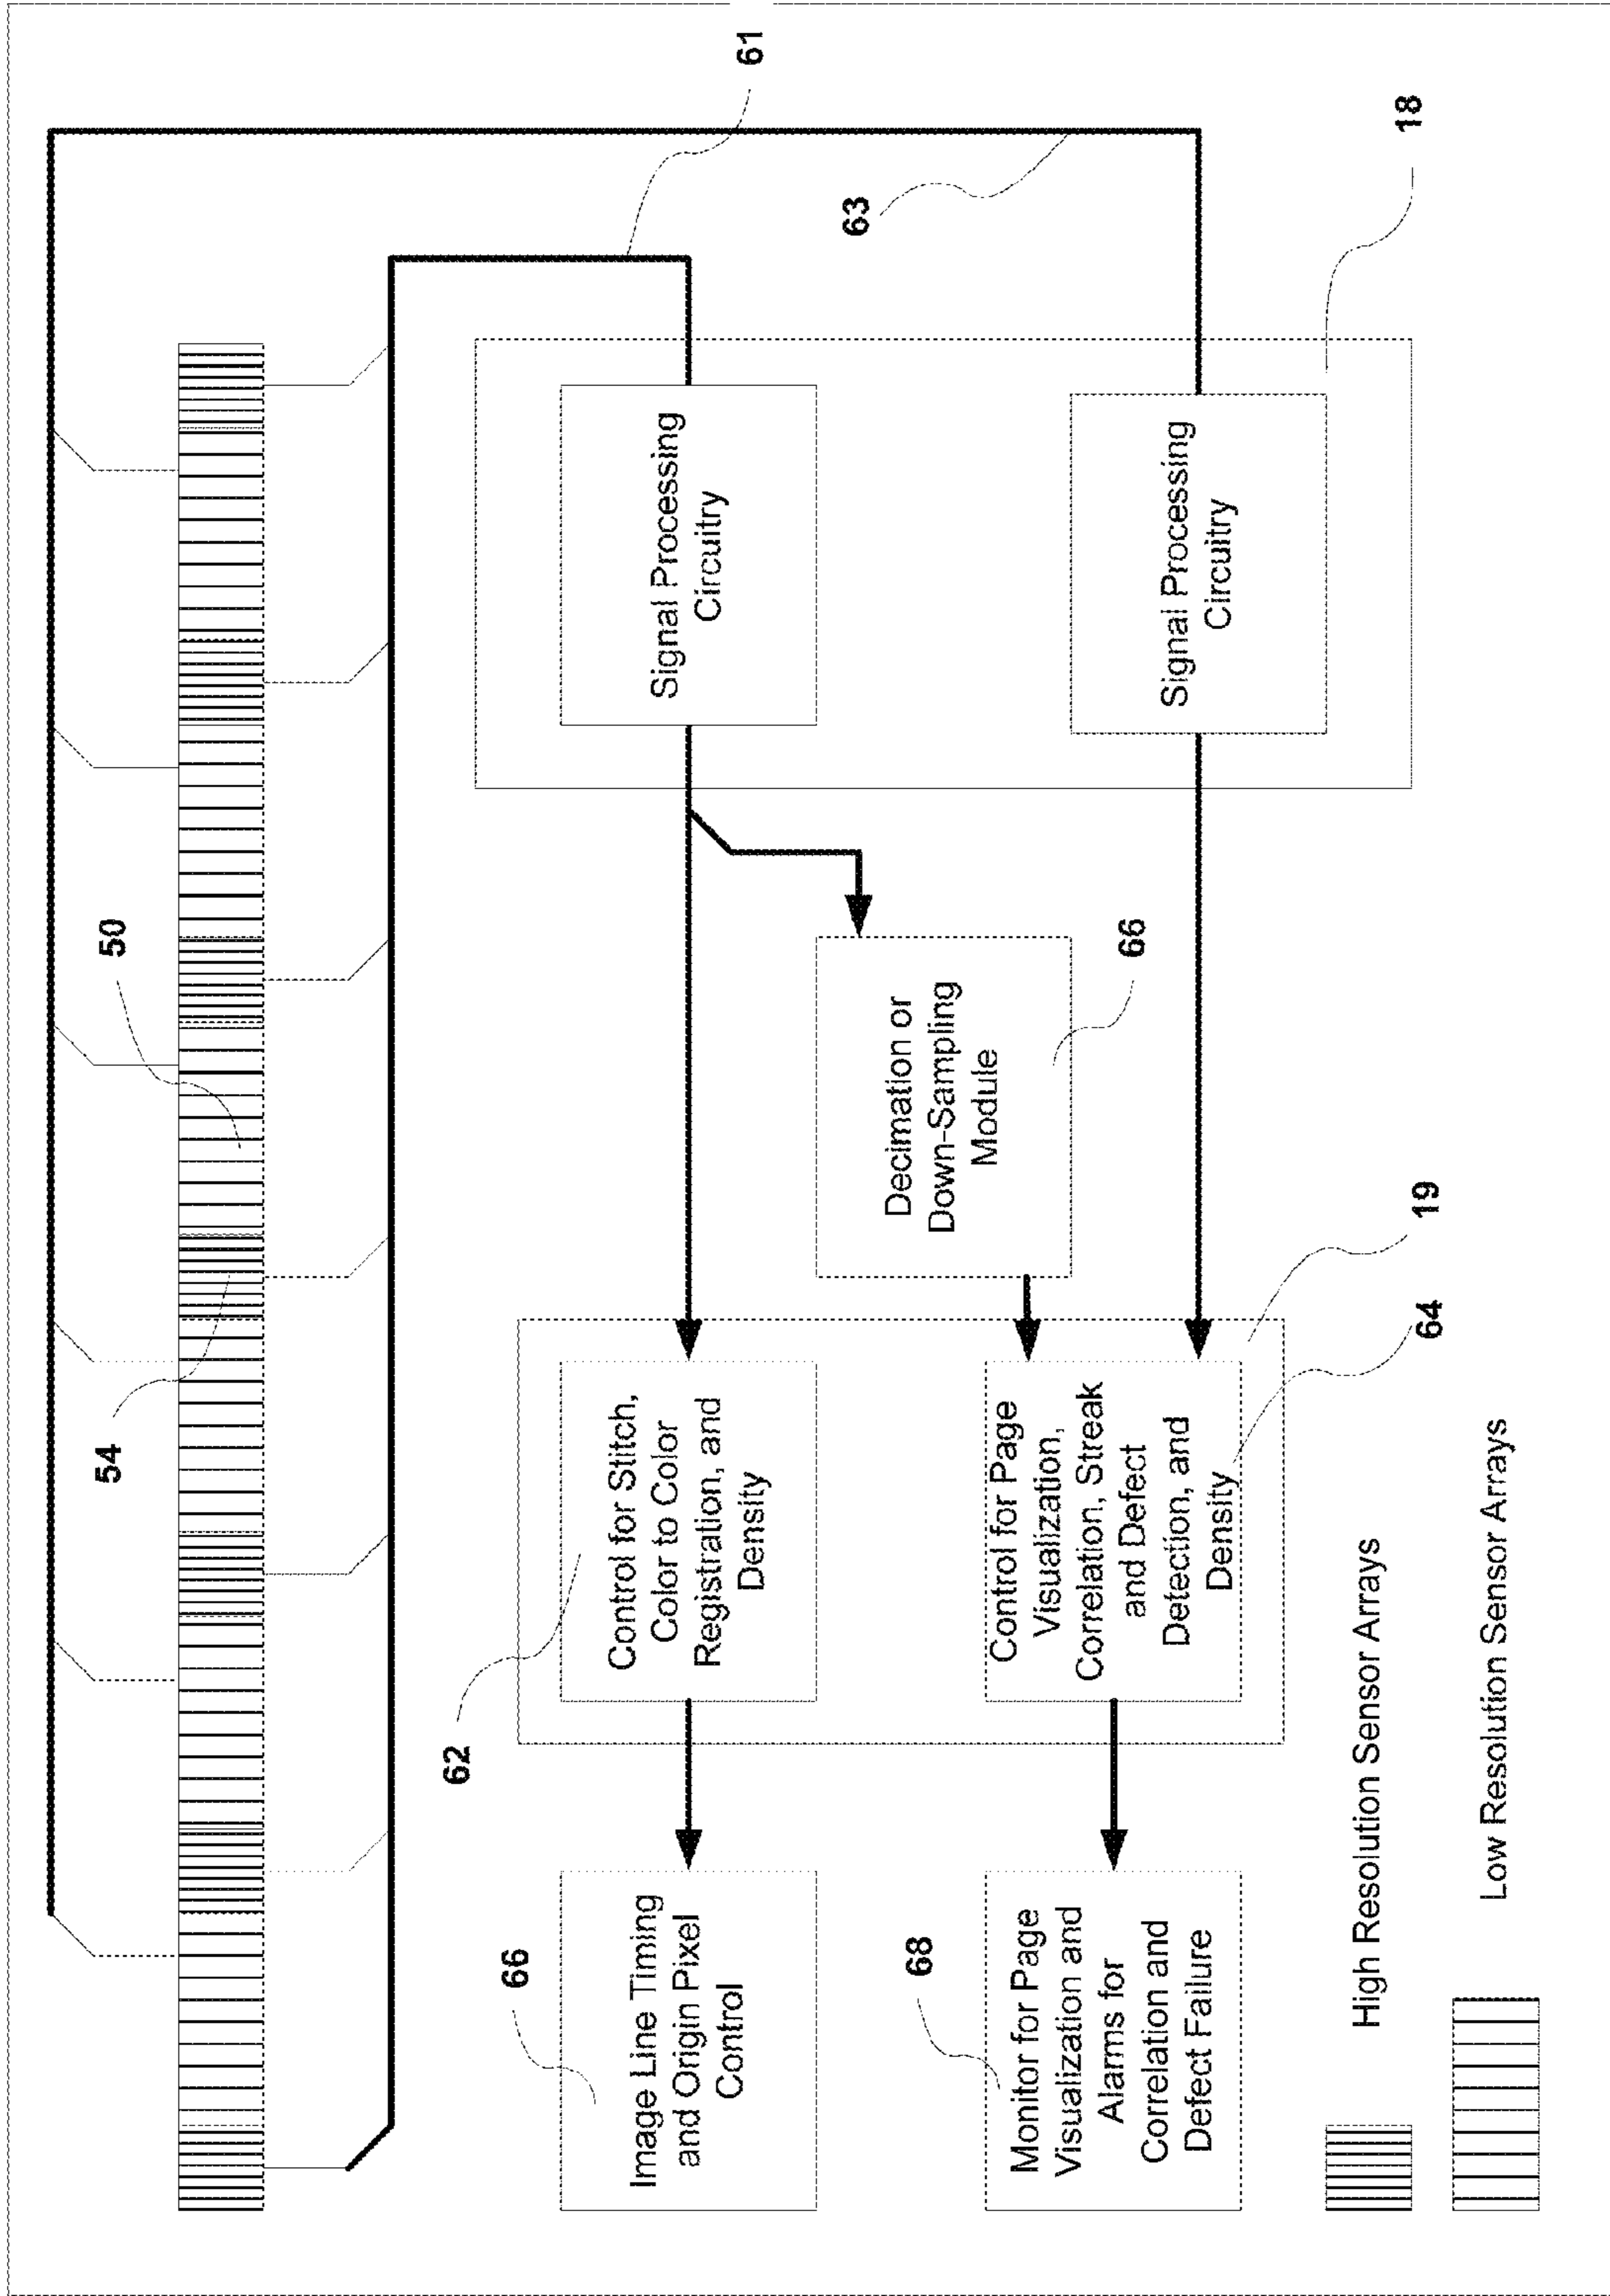 61
63
18
50
54
Signal Processing
Circuitry
Signal Processing
Circuitry
Decimation or
Down-Sampling
Module
66
19
64
Control for Stitch,
Color to Color
Registration, and
Density
62
Control for Page
Visualization,
Correlation, Streak
and Defect
Detection, and
Density
66
Image Line Timing
and Origin Pixel
Control
68
Monitor for Page
Visualization and
Alarms for
Correlation and
Defect Failure
High Resolution Sensor Arrays
Low Resolution Sensor Arrays